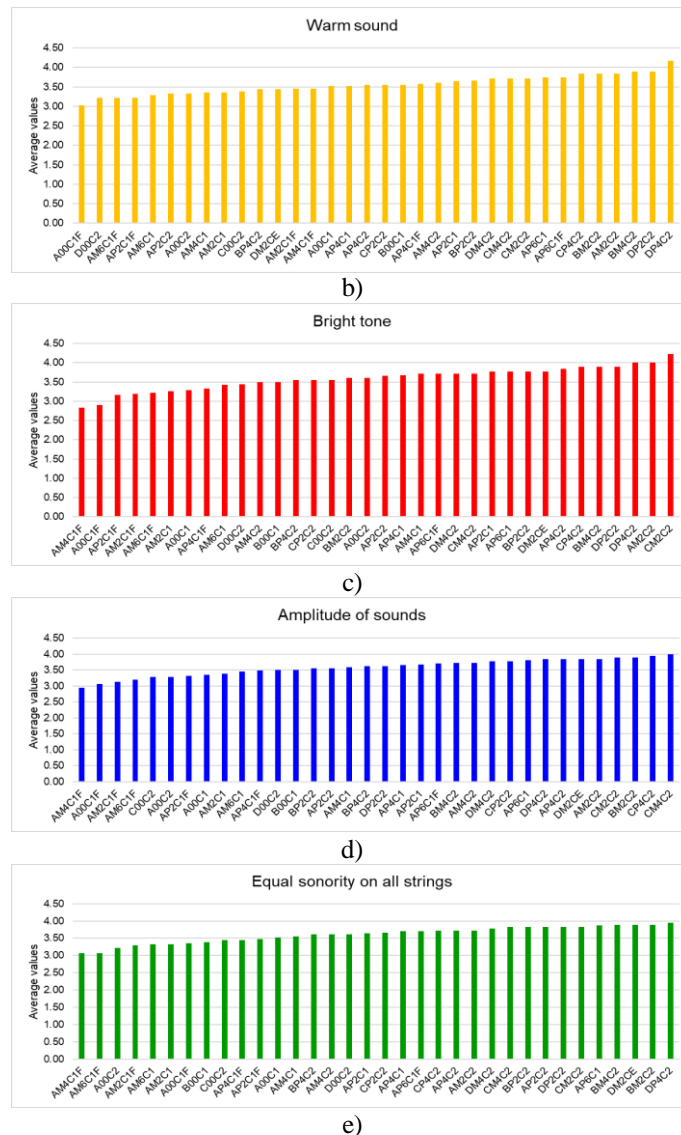 Warm sound
Average values
4.50
4.00
3.50
3.00
2.50
2.00
1.50
1.00
0.50
0.00
A00C1F D00C2 AM6C1F AP2C1F AM6C1 AP2C2 A00C2 AM4C1 AM2C1 C00C2 BP4C2 DM2CE AM2C1F AM4C1F A00C1 AP4C1 AP4C2 CP2C2 B00C1 AP4C1F AM4C2 AP2C1 BP2C2 DM4C2 CM4C2 CM2C2 AP6C1 AP6C1F CP4C2 BM2C2 AM2C2 BM4C2 DP2C2 DP4C2
b)
Bright tone
Average values
4.50
4.00
3.50
3.00
2.50
2.00
1.50
1.00
0.50
0.00
AM4C1F A00C1F AP2C1F AM2C1F AM6C1F AM2C1 A00C1 AP4C1F AM6C1 D00C2 AM4C2 B00C1 BP4C2 CP2C2 C00C2 BM2C2 A00C2 AP2C2 AP4C1 AM4C1 AP6C1F DM4C2 CM4C2 AP2C1 AP6C1 BP2C2 DM2CE AP4C2 CP4C2 BM4C2 DP2C2 DP4C2 AM2C2 CM2C2
c)
Amplitude of sounds
Average values
4.50
4.00
3.50
3.00
2.50
2.00
1.50
1.00
0.50
0.00
AM4C1F A00C1F AM2C1F AM6C1F C00C2 A00C2 AP2C1F A00C1 AM2C1 AM6C1 AP4C1F D00C2 B00C1 BP2C2 AP2C2 AM4C1 BP4C2 DP2C2 AP4C1 AP2C1 AP6C1F BM4C2 AM4C2 DM4C2 CP2C2 AP6C1 DP4C2 AP4C2 DM2CE AM2C2 CM2C2 BM2C2 CP4C2 CM4C2
d)
Equal sonority on all strings
Average values
4.50
4.00
3.50
3.00
2.50
2.00
1.50
1.00
0.50
0.00
AM4C1F AM6C1F A00C2 AM2C1F AM6C1 AM2C1 A00C1F B00C1 C00C2 AP4C1F AP2C1F A00C1 AM4C1 BP4C2 AM4C2 D00C2 AP2C1 CP2C2 AP4C1 AP6C1F CP4C2 AP4C2 AM2C2 DM4C2 CM4C2 BP2C2 AP2C2 DP2C2 CM2C2 AP6C1 BM4C2 DM2CE BM2C2 DP4C2
e)